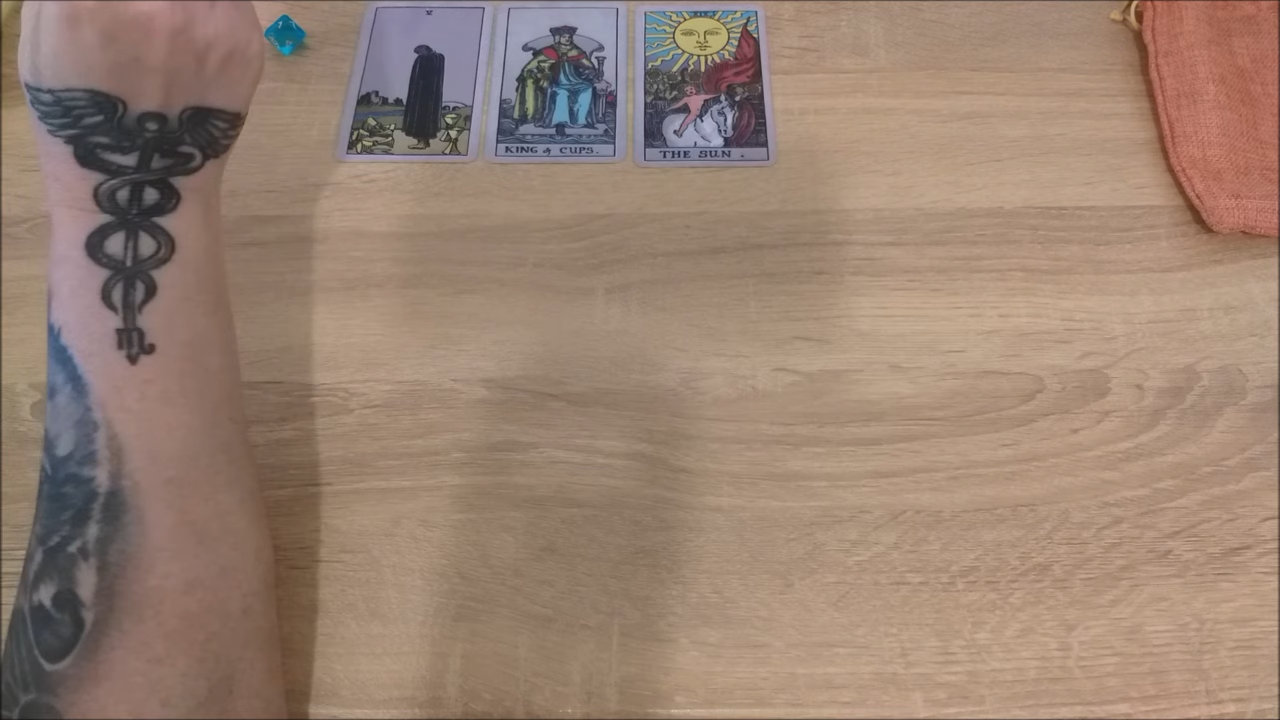 V
KING of CUPS.
THE SUN.